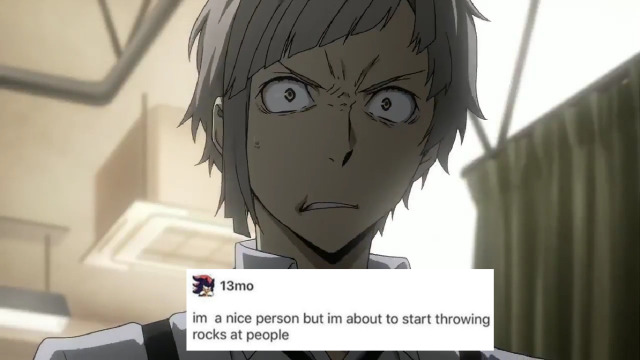 13mo
im  a nice person but im about to start throwing
rocks at people